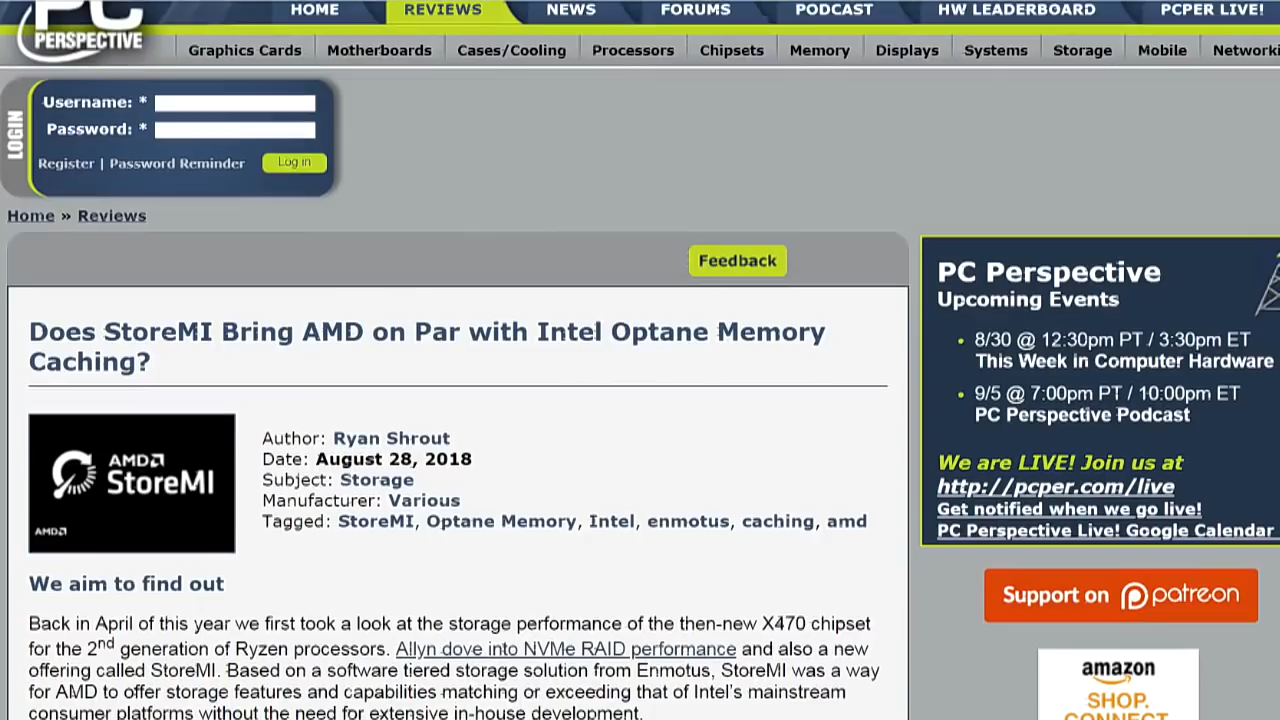 HOME REVIEWS NEWS FORUMS PODCAST HW LEADERBOARD PCPER LIVE!
PC
PERSPECTIVE
Graphics Cards Motherboards Cases/Cooling Processors Chipsets Memory Displays Systems Storage Mobile
LOGIN
Username: *
Password: *
Register | Password Reminder Log in
Home » Reviews
Feedback
Does StoreMI Bring AMD on Par with Intel Optane Memory
Caching?
AMD
StoreMI
AMD
Author: Ryan Shrout
Date: August 28, 2018
Subject: Storage
Manufacturer: Various
Tagged: StoreMI, Optane Memory, Intel, enmotus, caching, amd
We aim to find out
Back in April of this year we first took a look at the storage performance of the then-new X470 chipset
for the 2nd generation of Ryzen processors. Allyn dove into NVMe RAID performance and also a new
offering called StoreMI. Based on a software tiered storage solution from Enmotus, StoreMI was a way
for AMD to offer storage features and capabilities matching or exceeding that of Intel's mainstream
consumer platforms without the need for extensive in-house development.
PC Perspective
Upcoming Events
• 8/30 @ 12:30pm PT / 3:30pm ET
This Week in Computer Hardware
• 9/5 @ 7:00pm PT / 10:00pm ET
PC Perspective Podcast
We are LIVE! Join us at
http://pcper.com/live
Get notified when we go live!
PC Perspective Live! Google Calendar
Support on patreon
amazon
SHOP.
CONNECT